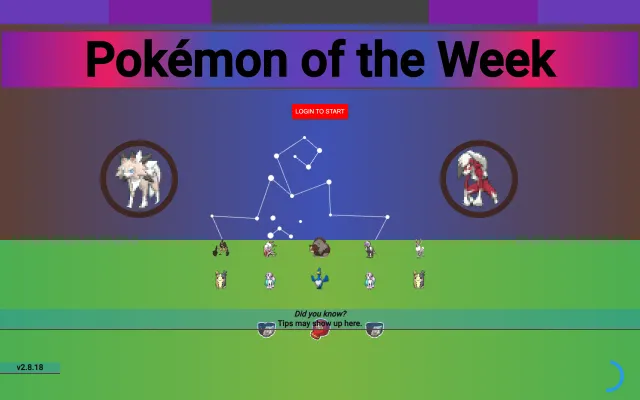 Pokémon of the Week
LOGIN TO START
Did you know?
Tips may show up here.
v2.8.18